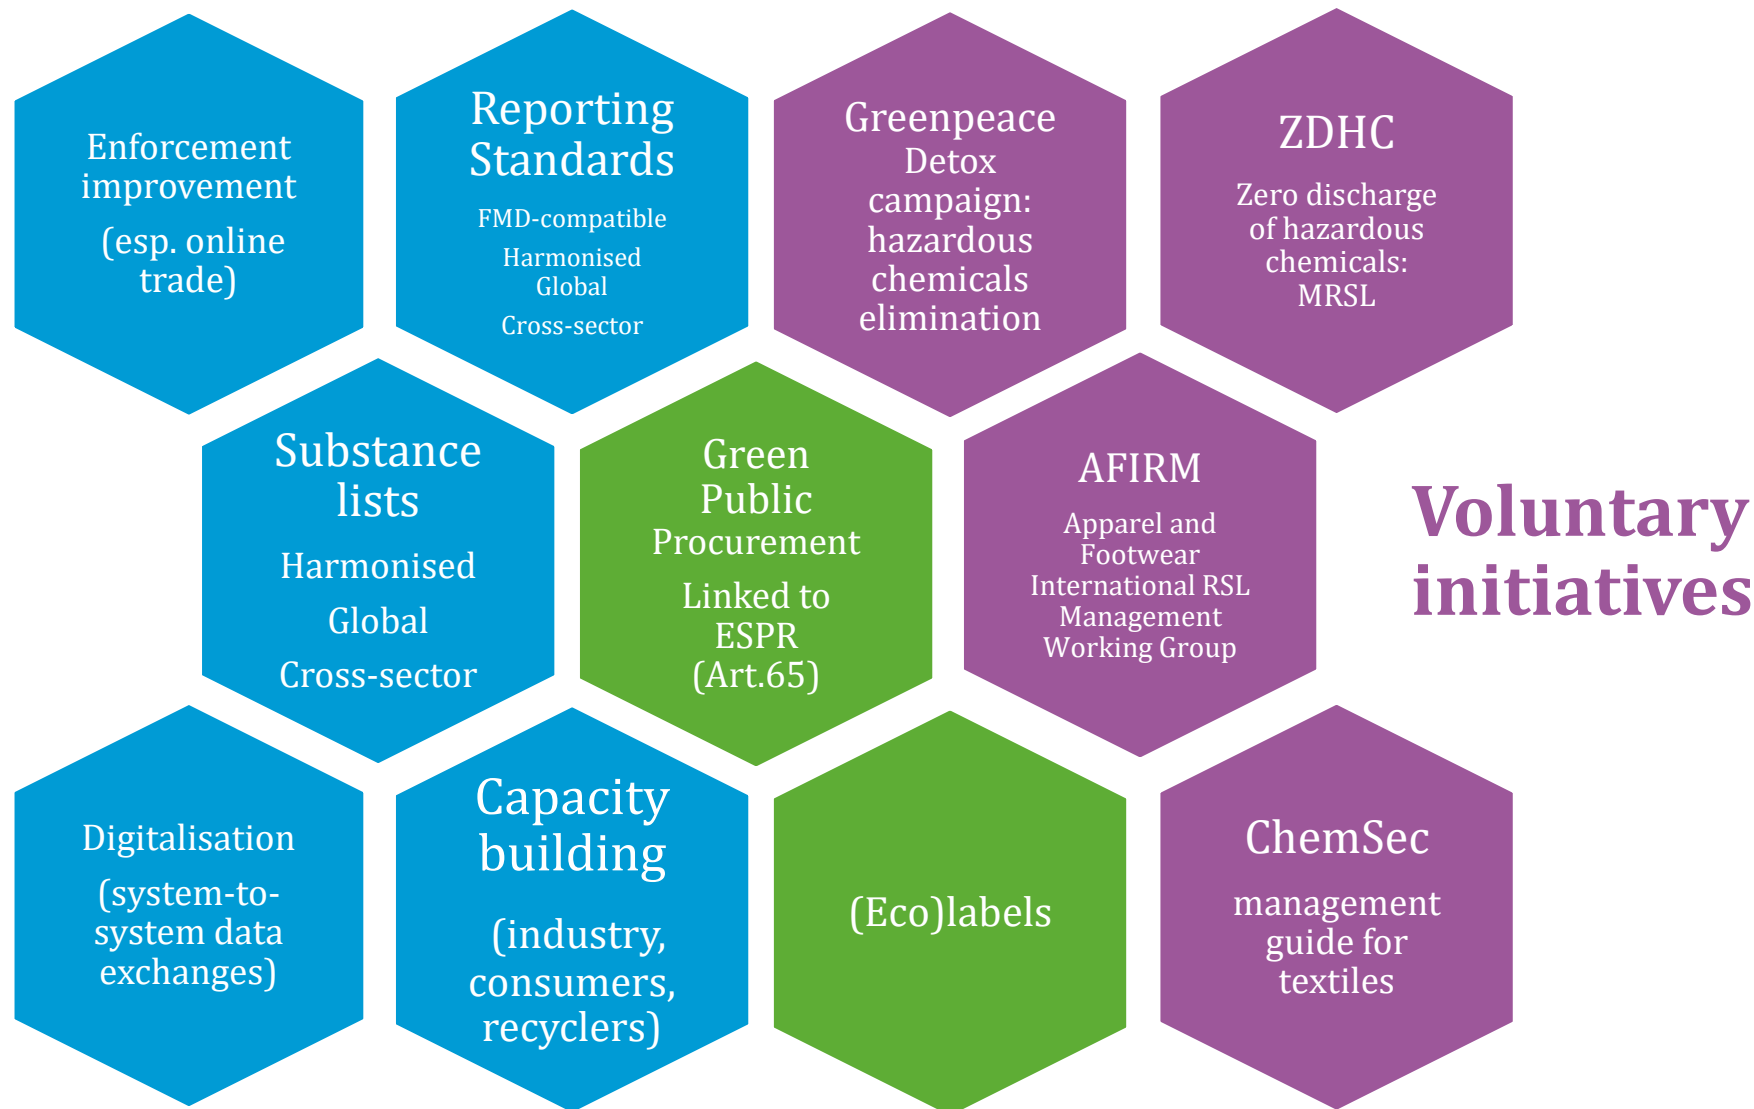 Enforcement
improvement
(esp. online
trade)
Reporting
Standards
FMD-compatible
Harmonised
Global
Cross-sector
Greenpeace
Detox
campaign:
hazardous
chemicals
elimination
ZDHC
Zero discharge
of hazardous
chemicals:
MRSL
Substance
lists
Harmonised
Global
Cross-sector
Green
Public
Procurement
Linked to
ESPR
(Art.65)
AFIRM
Apparel and
Footwear
International RSL
Management
Working Group
Voluntary
initiatives
Digitalisation
(system-to-
system data
exchanges)
Capacity
building
(industry,
consumers,
recyclers)
(Eco)labels
ChemSec
management
guide for
textiles